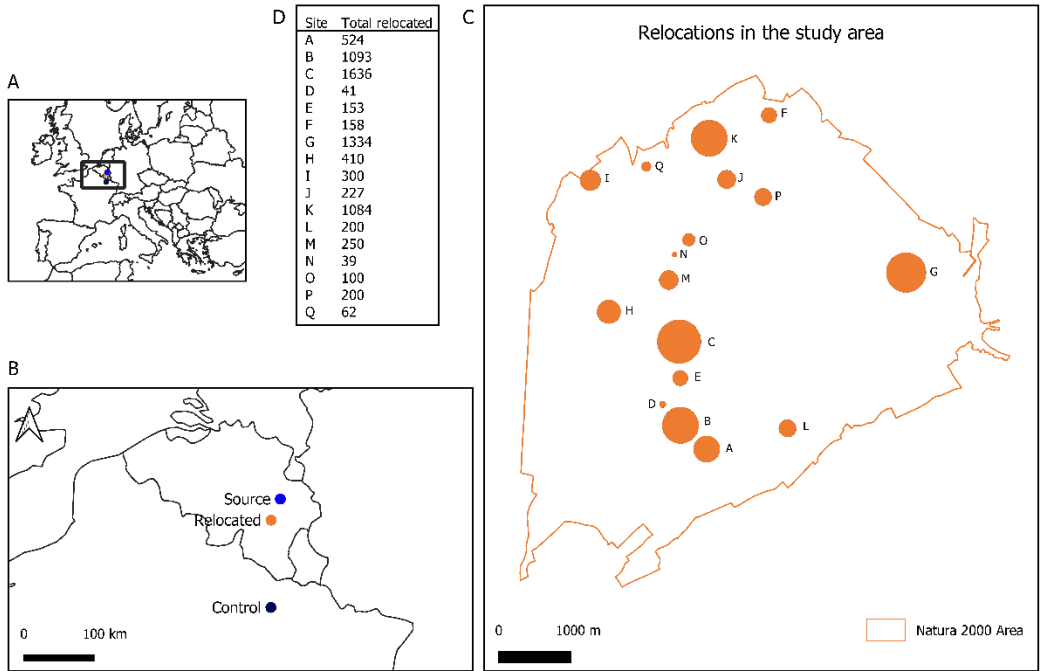 A
D
Site Total relocated
A 524
B 1093
C 1636
D 41
E 153
F 158
G 1334
H 410
I 300
J 227
K 1084
L 200
M 250
N 39
O 100
P 200
Q 62
B
Source
Relocated
Control
0 100 km
C
Relocations in the study area
F
K
Q
J
I
P
O
N
M
G
H
C
E
D
B
L
A
0 1000 m
Natura 2000 Area